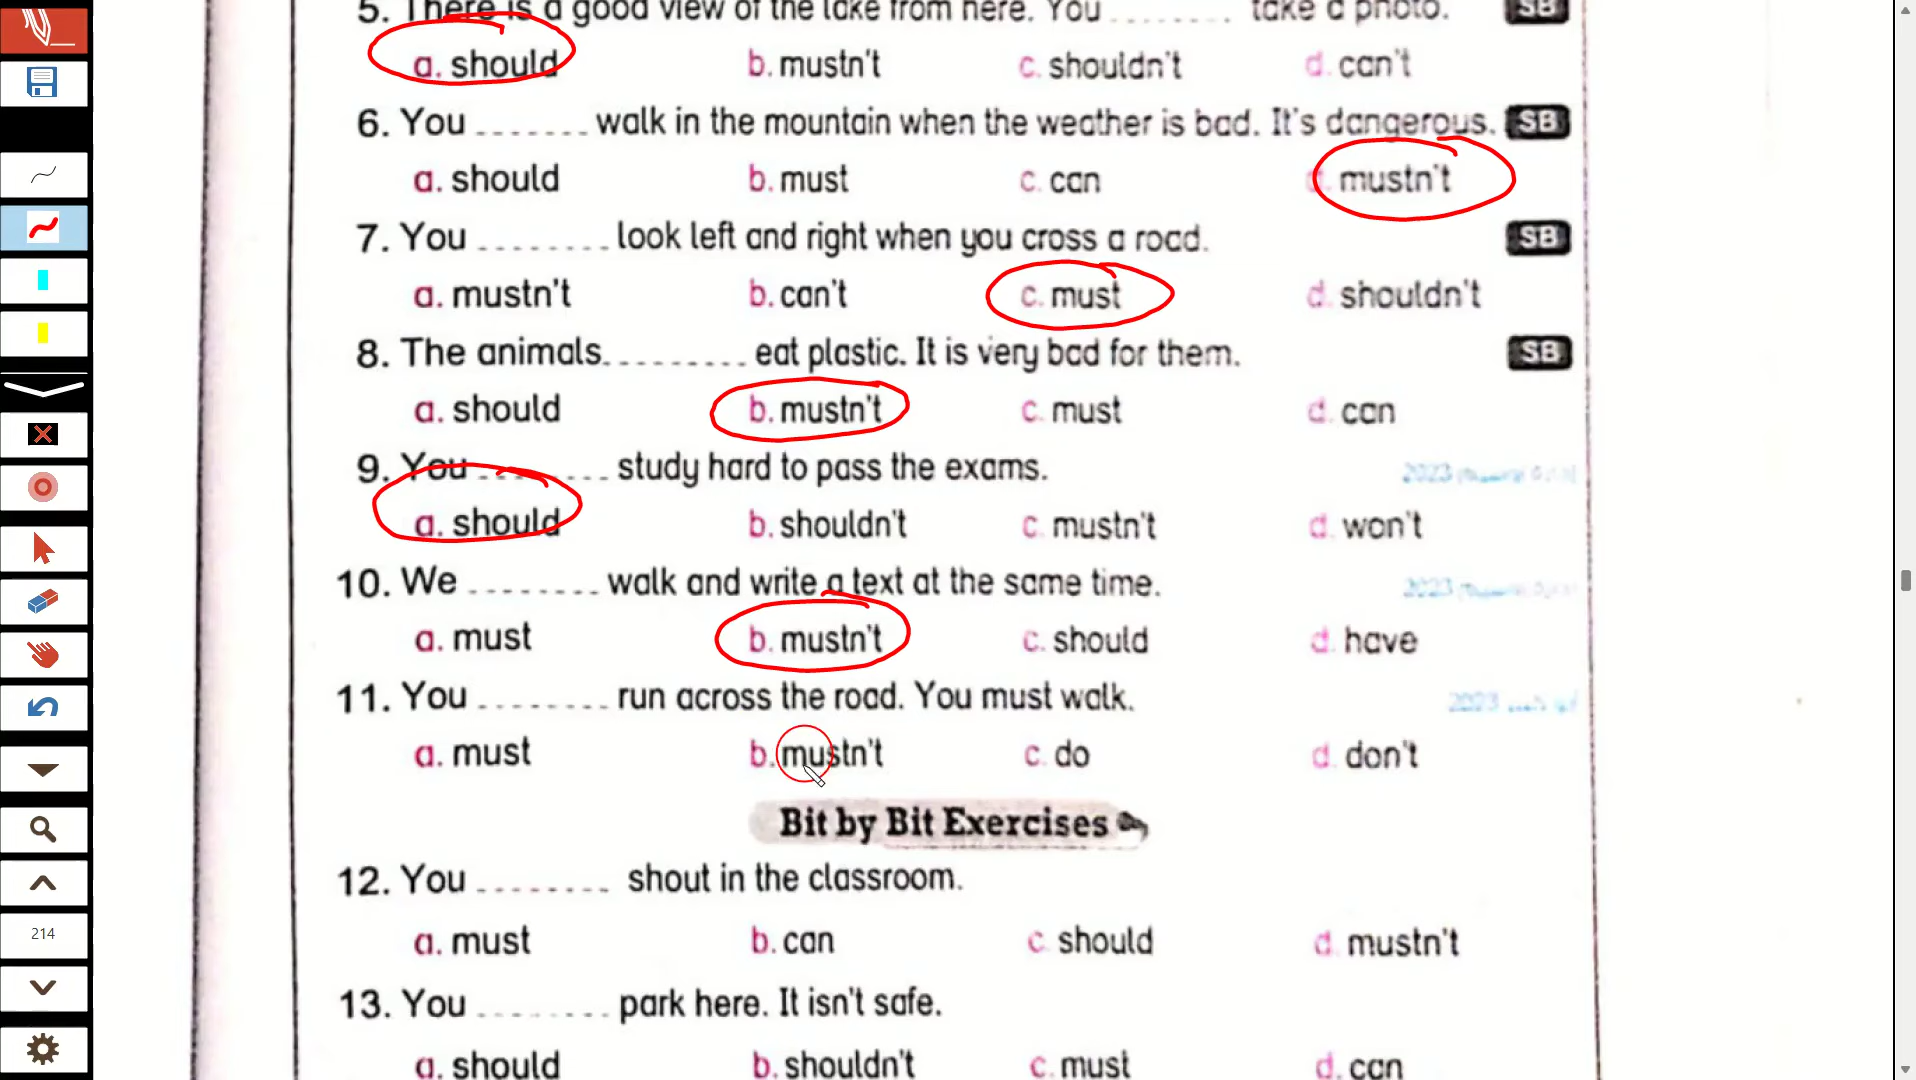 5. There is a good view of the lake from here. You ........ take a photo. SB
a. should b. mustn't c. shouldn't d. can't
6. You ....... walk in the mountain when the weather is bad. It's dangerous. SB
a. should b. must c. can d. mustn't
7. You ........ look left and right when you cross a road. SB
a. mustn't b. can't c. must d. shouldn't
8. The animals......... eat plastic. It is very bad for them. SB
a. should b. mustn't c. must d. can
9. You ........ study hard to pass the exams. 2023
a. should b. shouldn't c. mustn't d. won't
10. We ........ walk and write a text at the same time. 2023
a. must b. mustn't c. should d. have
11. You ........ run across the road. You must walk. 2023
a. must b. mustn't c. do d. don't
Bit by Bit Exercises
12. You ........ shout in the classroom.
a. must b. can c. should d. mustn't
13. You ........ park here. It isn't safe.
a. should b. shouldn't c. must d. can
214